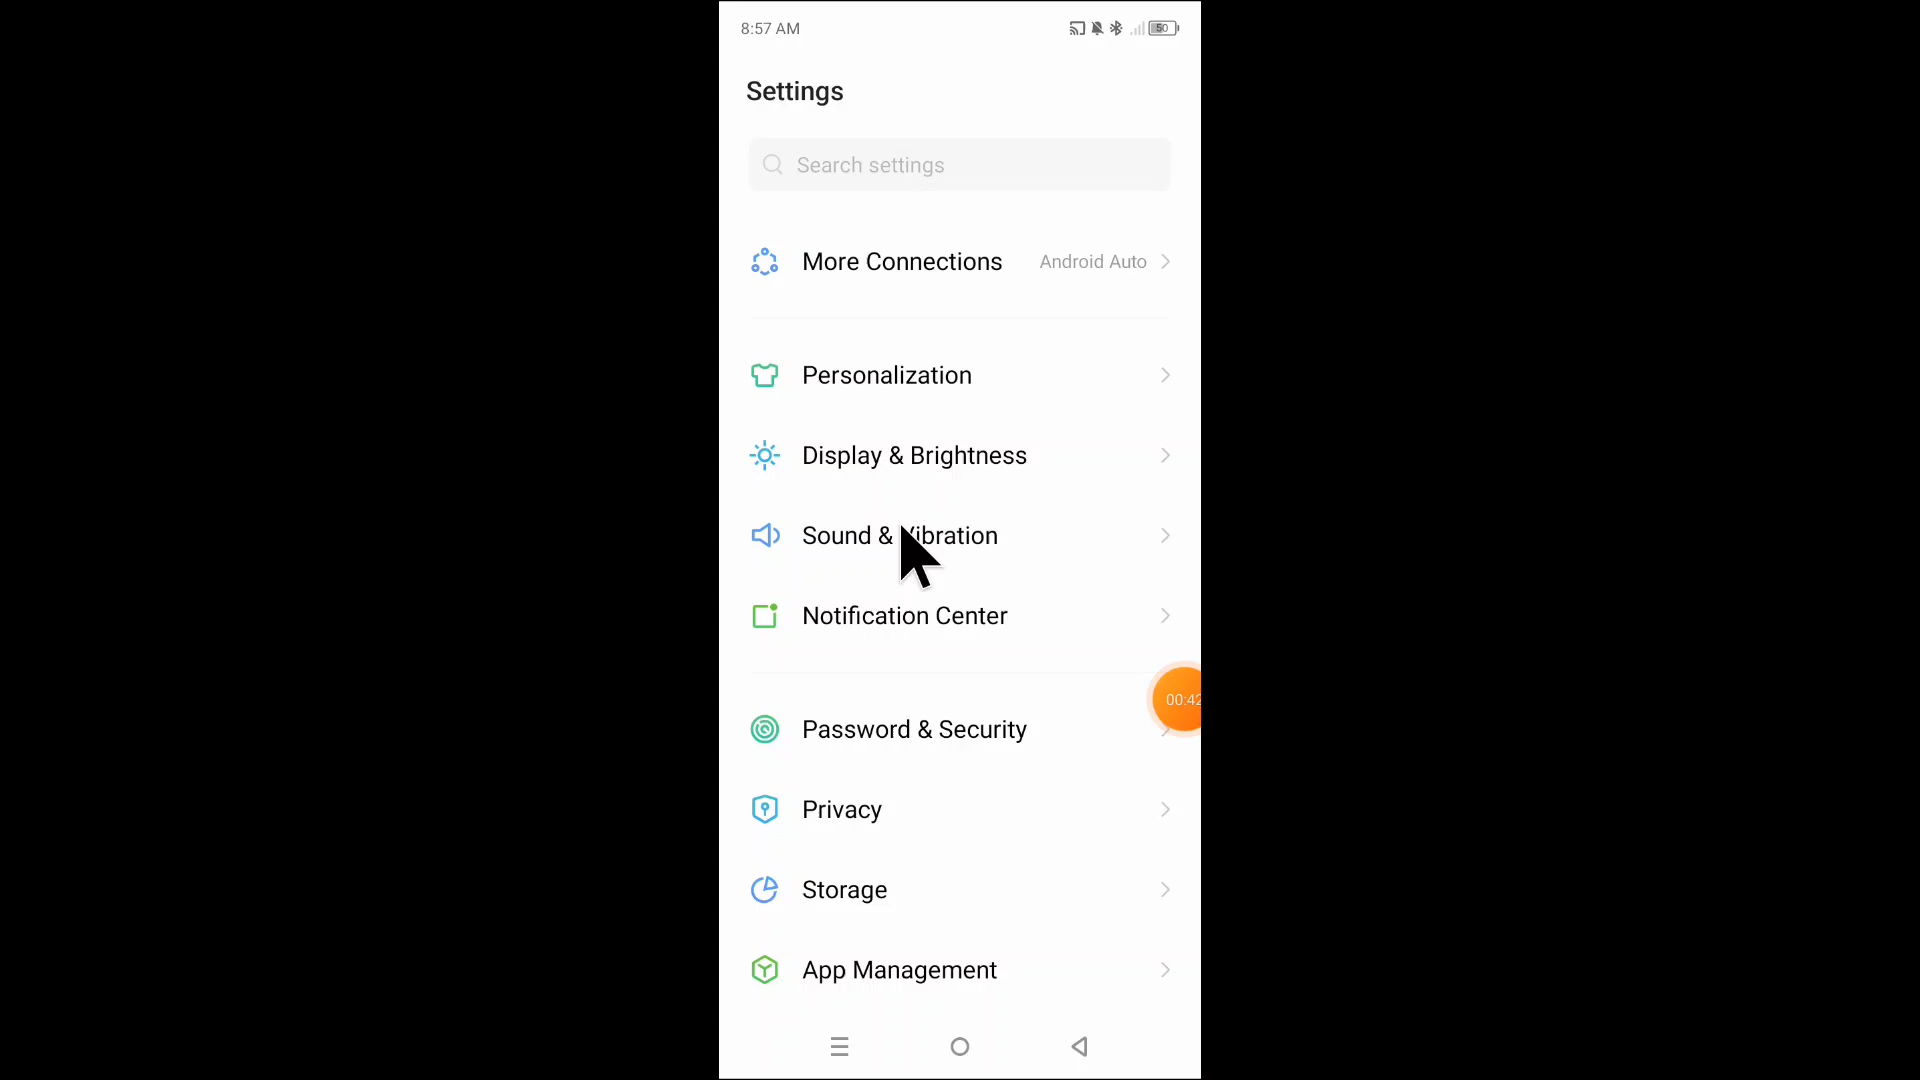 8:57 AM
50
Settings
Search settings
More Connections Android Auto
Personalization
Display & Brightness
Sound & Vibration
Notification Center
00:42
Password & Security
Privacy
Storage
App Management